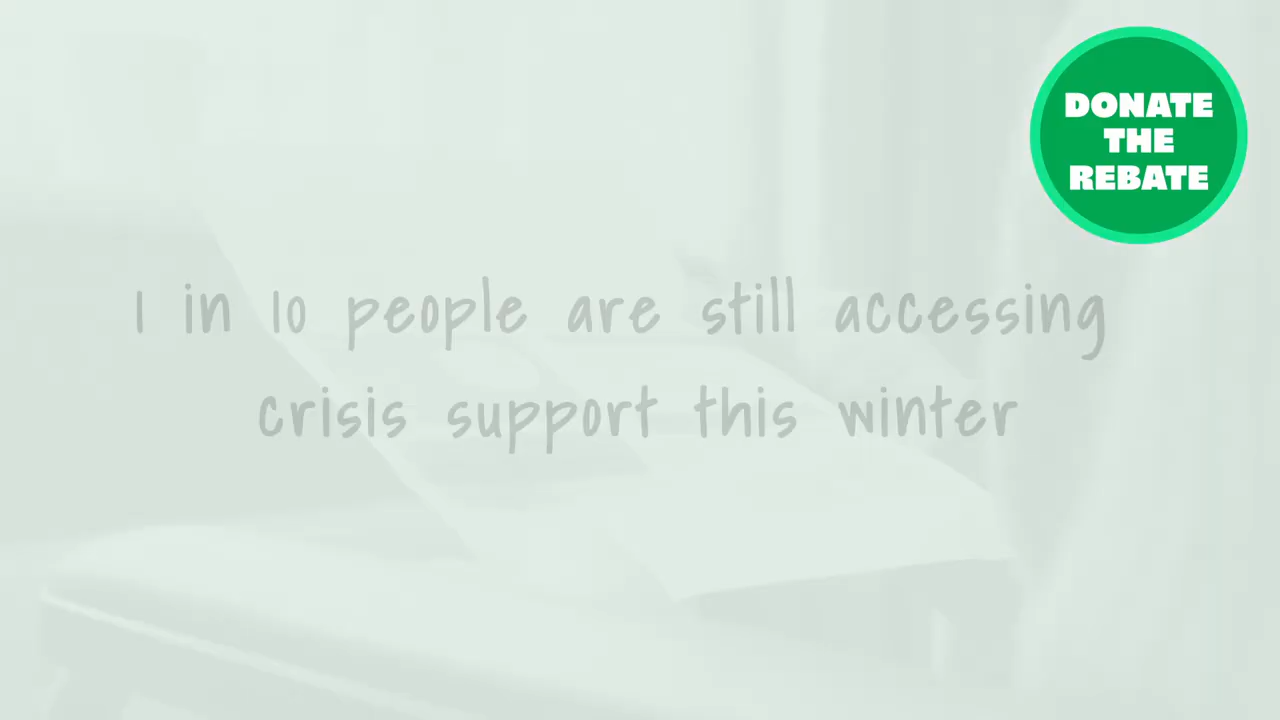 DONATE
THE
REBATE
1 in 10 people are still accessing
crisis support this winter